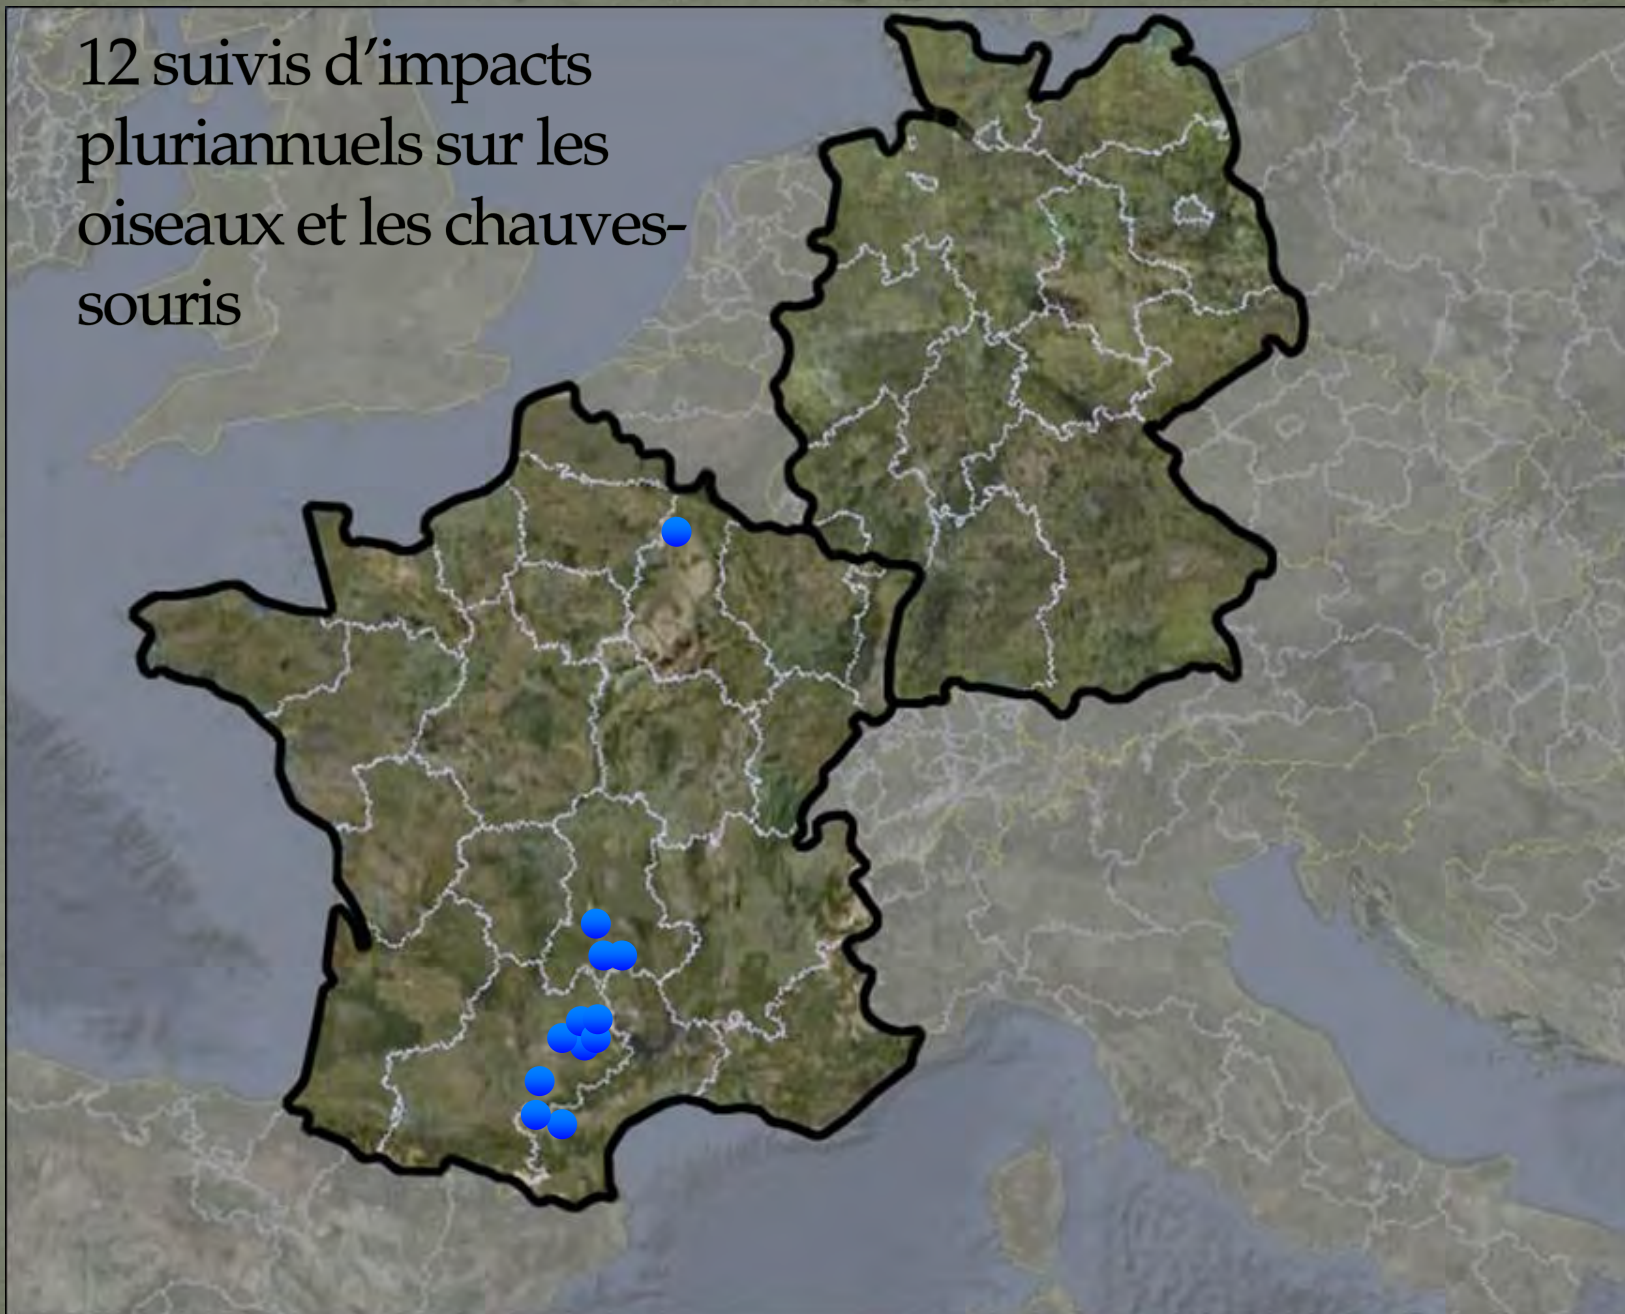 12 suivis d’impacts
pluriannuels sur les
oiseaux et les chauves-
souris